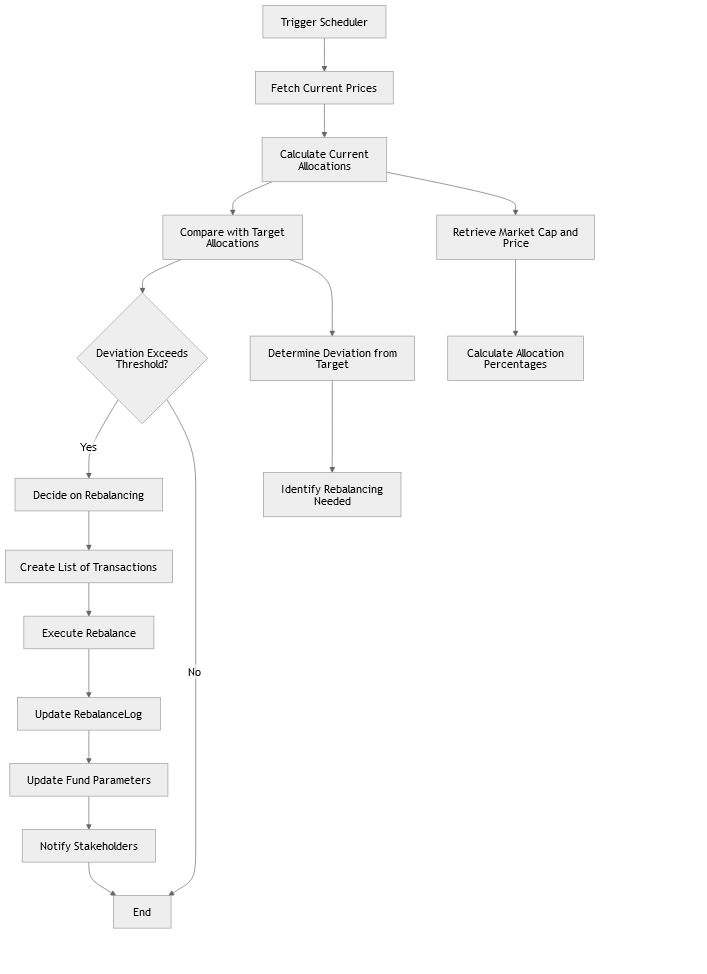 Trigger Scheduler
Fetch Current Prices
Calculate Current
Allocations
Compare with Target
Allocations
Retrieve Market Cap and
Price
Deviation Exceeds
Threshold?
Determine Deviation from
Target
Calculate Allocation
Percentages
Yes
Decide on Rebalancing
Identify Rebalancing
Needed
Create List of Transactions
Execute Rebalance
No
Update RebalanceLog
Update Fund Parameters
Notify Stakeholders
End